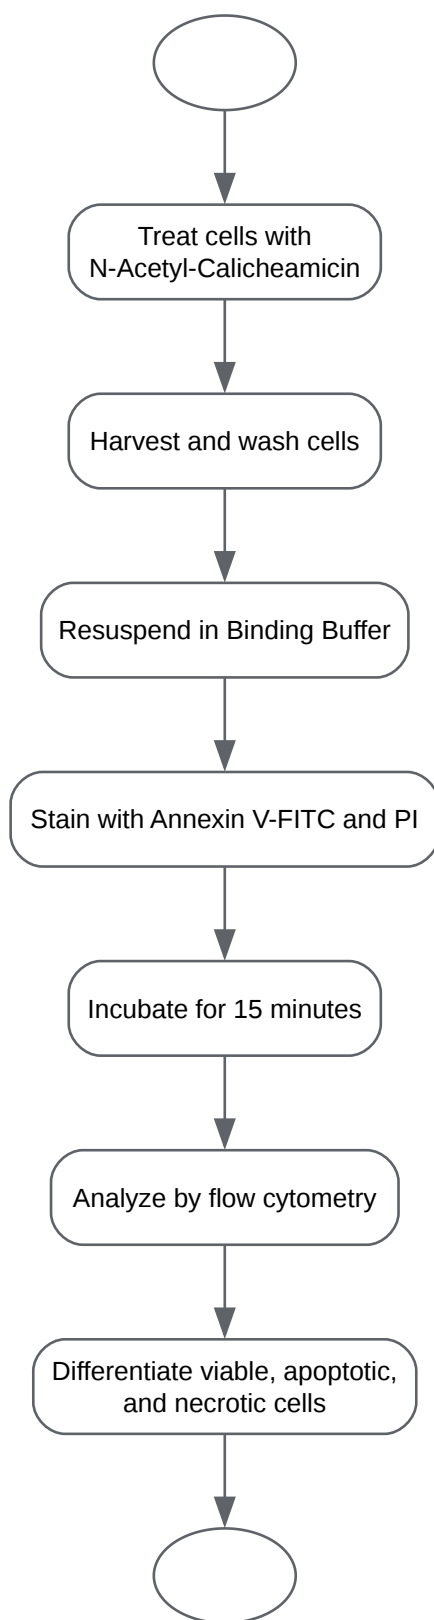 Treat cells with
N-Acetyl-Calicheamicin
Harvest and wash cells
Resuspend in Binding Buffer
Stain with Annexin V-FITC and PI
Incubate for 15 minutes
Analyze by flow cytometry
Differentiate viable, apoptotic,
and necrotic cells